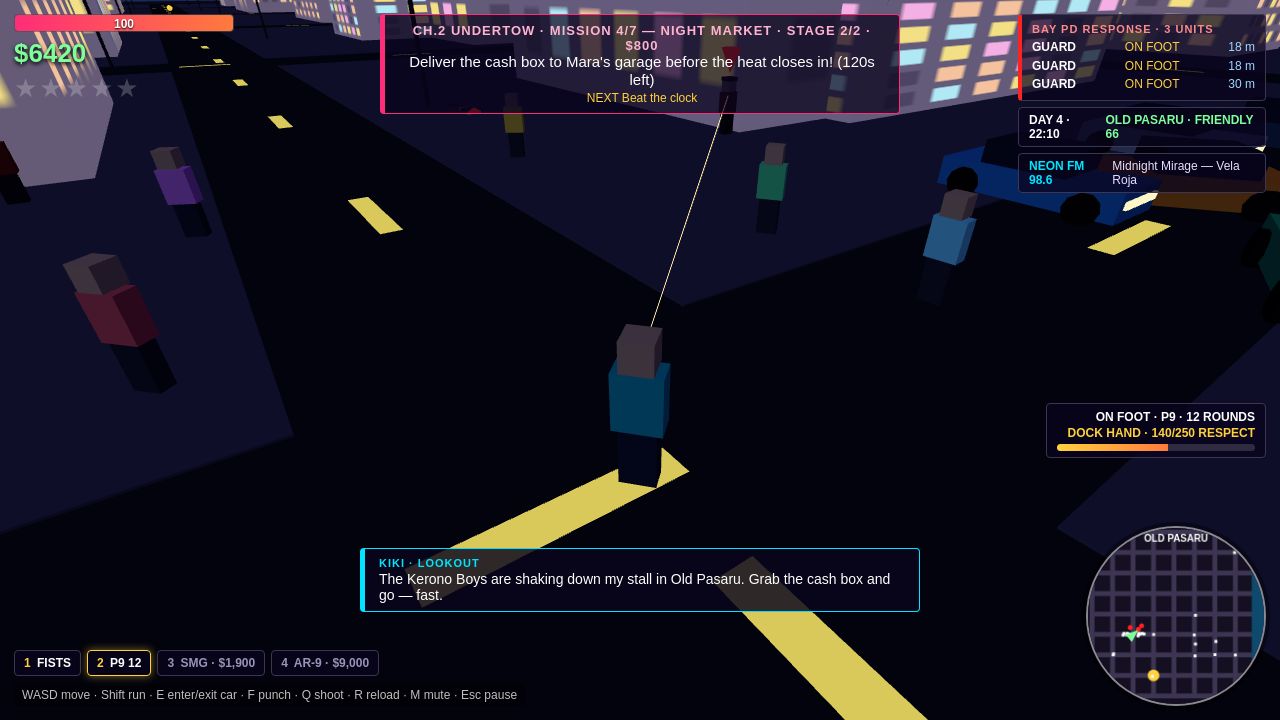 100
$6420
CH.2 UNDERTOW · MISSION 4/7 — NIGHT MARKET · STAGE 2/2 ·
$800
Deliver the cash box to Mara's garage before the heat closes in! (120s
left)
NEXT Beat the clock
BAY PD RESPONSE · 3 UNITS
GUARD ON FOOT 18 m
GUARD ON FOOT 18 m
GUARD ON FOOT 30 m
DAY 4 ·
22:10
OLD PASARU · FRIENDLY
66
NEON FM
98.6
Midnight Mirage — Vela
Roja
ON FOOT · P9 · 12 ROUNDS
DOCK HAND · 140/250 RESPECT
OLD PASARU
KIKI · LOOKOUT
The Kerono Boys are shaking down my stall in Old Pasaru. Grab the cash box and
go — fast.
1 FISTS
2 P9 12
3 SMG · $1,900
4 AR-9 · $9,000
WASD move · Shift run · E enter/exit car · F punch · Q shoot · R reload · M mute · Esc pause